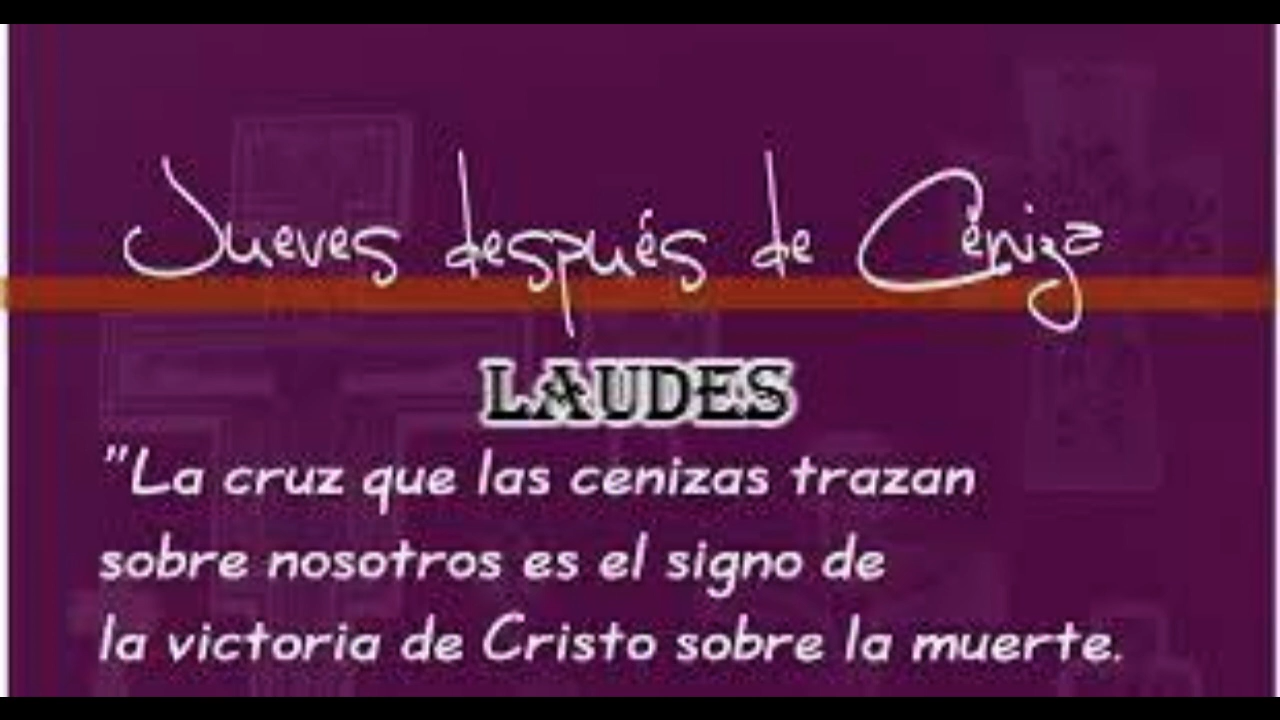 Jueves después de Céniza
LAUDES
"La cruz que las cenizas trazan
sobre nosotros es el signo de
la victoria de Cristo sobre la muerte.